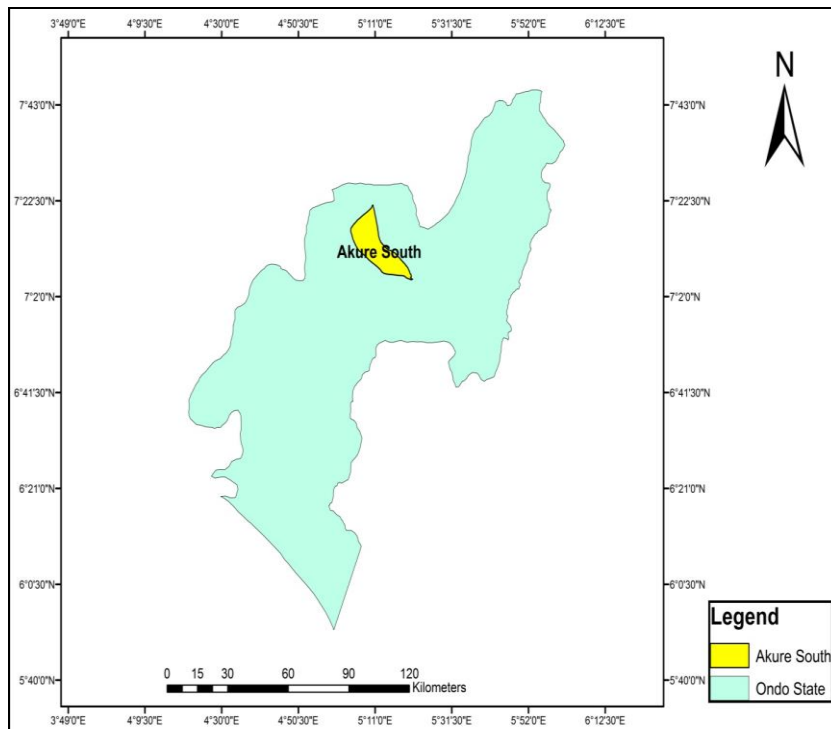 3°49'0"E 4°9'30"E 4°30'0"E 4°50'30"E 5°11'0"E 5°31'30"E 5°52'0"E 6°12'30"E
N
7°43'0"N 7°43'0"N
7°22'30"N 7°22'30"N
Akure South
7°2'0"N 7°2'0"N
6°41'30"N 6°41'30"N
6°21'0"N 6°21'0"N
6°0'30"N 6°0'30"N
Legend
Akure South
Ondo State
5°40'0"N 5°40'0"N
0 15 30 60 90 120
Kilometers
3°49'0"E 4°9'30"E 4°30'0"E 4°50'30"E 5°11'0"E 5°31'30"E 5°52'0"E 6°12'30"E